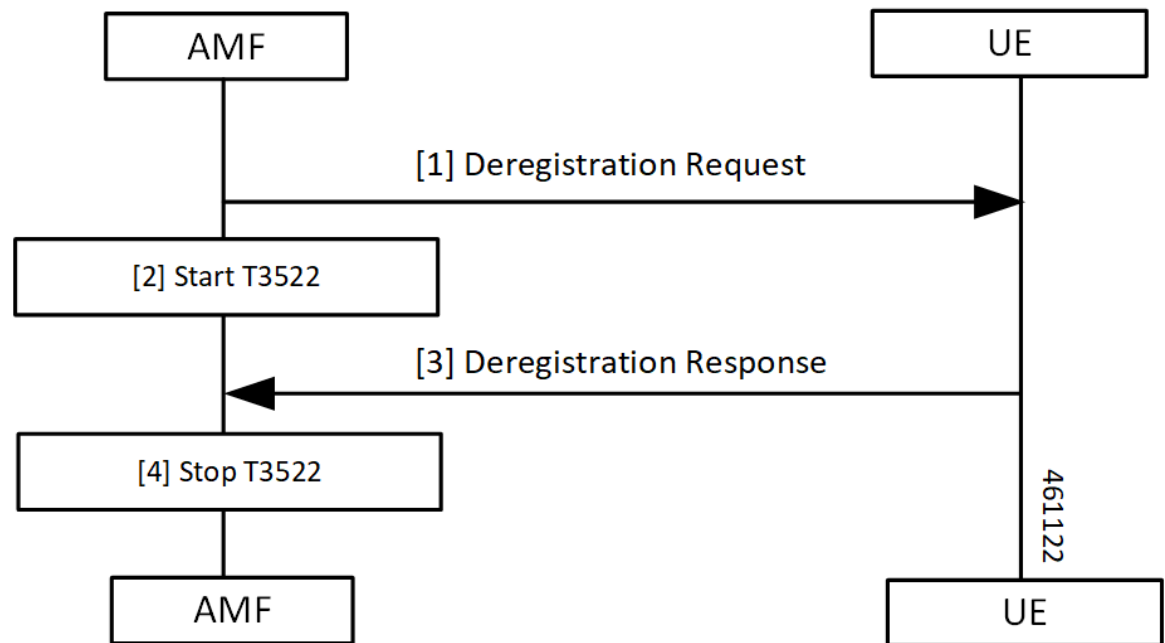 AMF
UE
[1] Deregistration Request
[2] Start T3522
[3] Deregistration Response
[4] Stop T3522
461122
AMF
UE